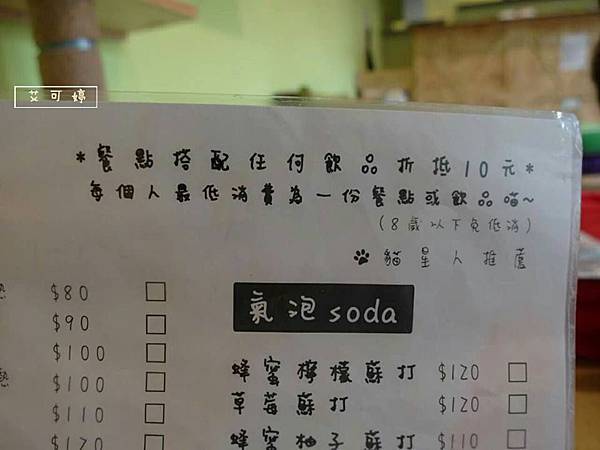 艾可婷
*餐點搭配任何飲品折抵10元*
每個人最低消費為一份餐點或飲品喵~
(8歲以下免低消)
貓星人推薦
$80
$90
$100
$100
$110
$120
氣泡soda
蜂蜜檸檬蘇打 $120
草莓蘇打 $120
蜂蜜柚子蘇打 $110